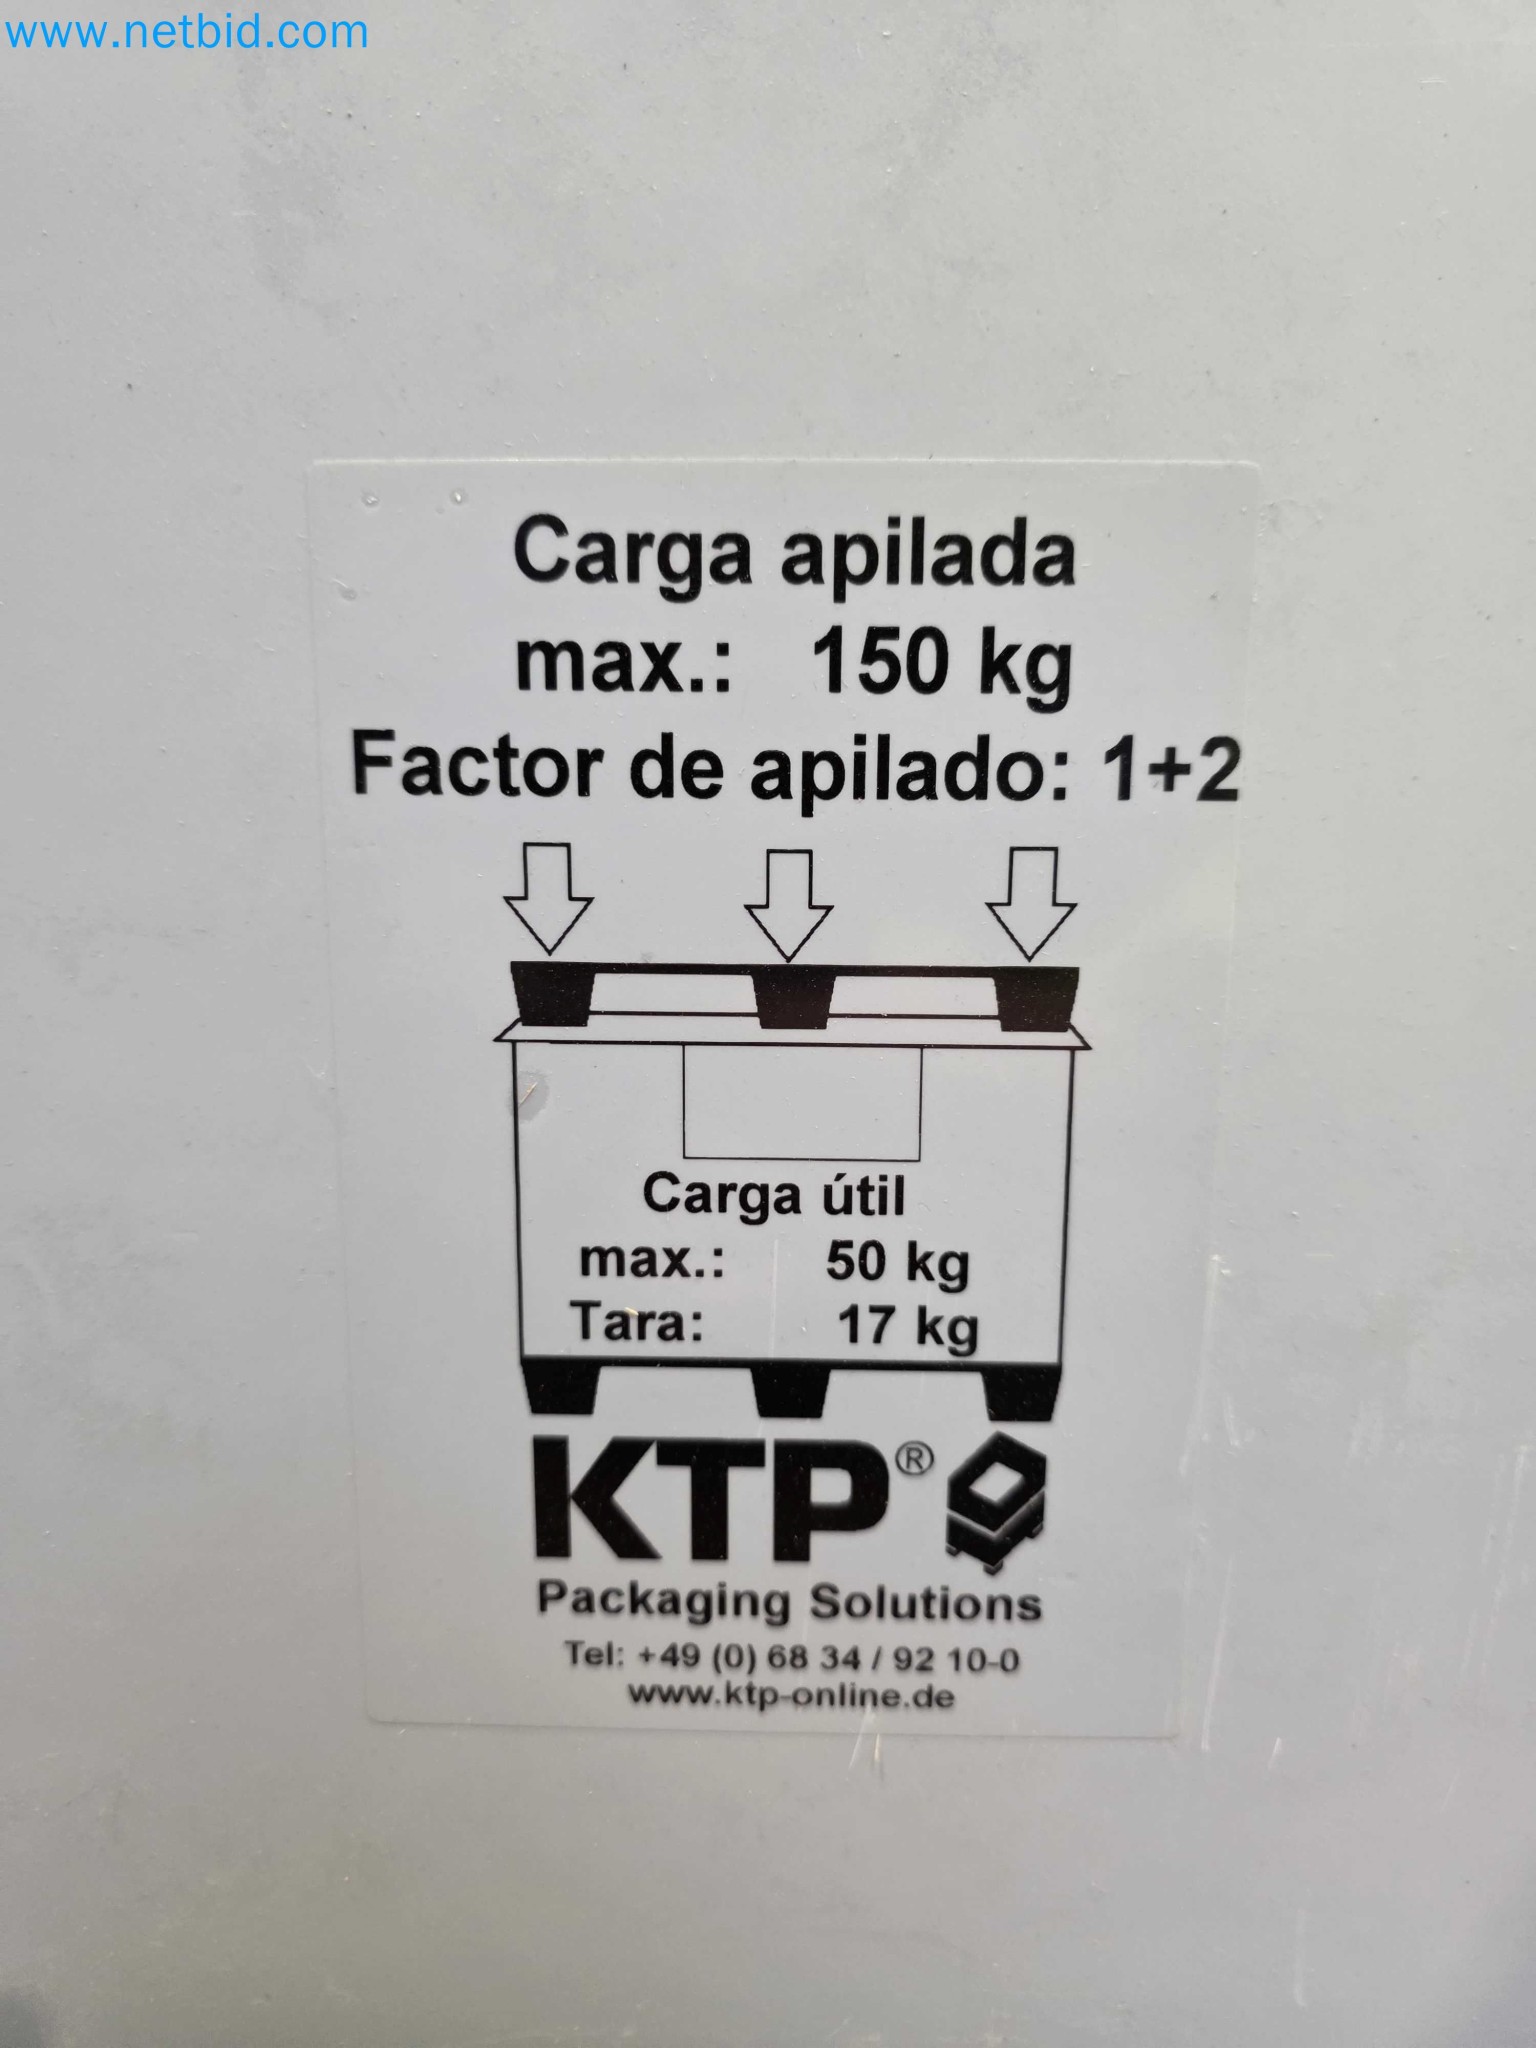 www.netbid.com
Carga apilada
max.: 150 kg
Factor de apilado: 1+2
Carga útil
max.: 50 kg
Tara: 17 kg
KTP®
Packaging Solutions
Tel: +49 (0) 68 34 / 92 10-0
www.ktp-online.de